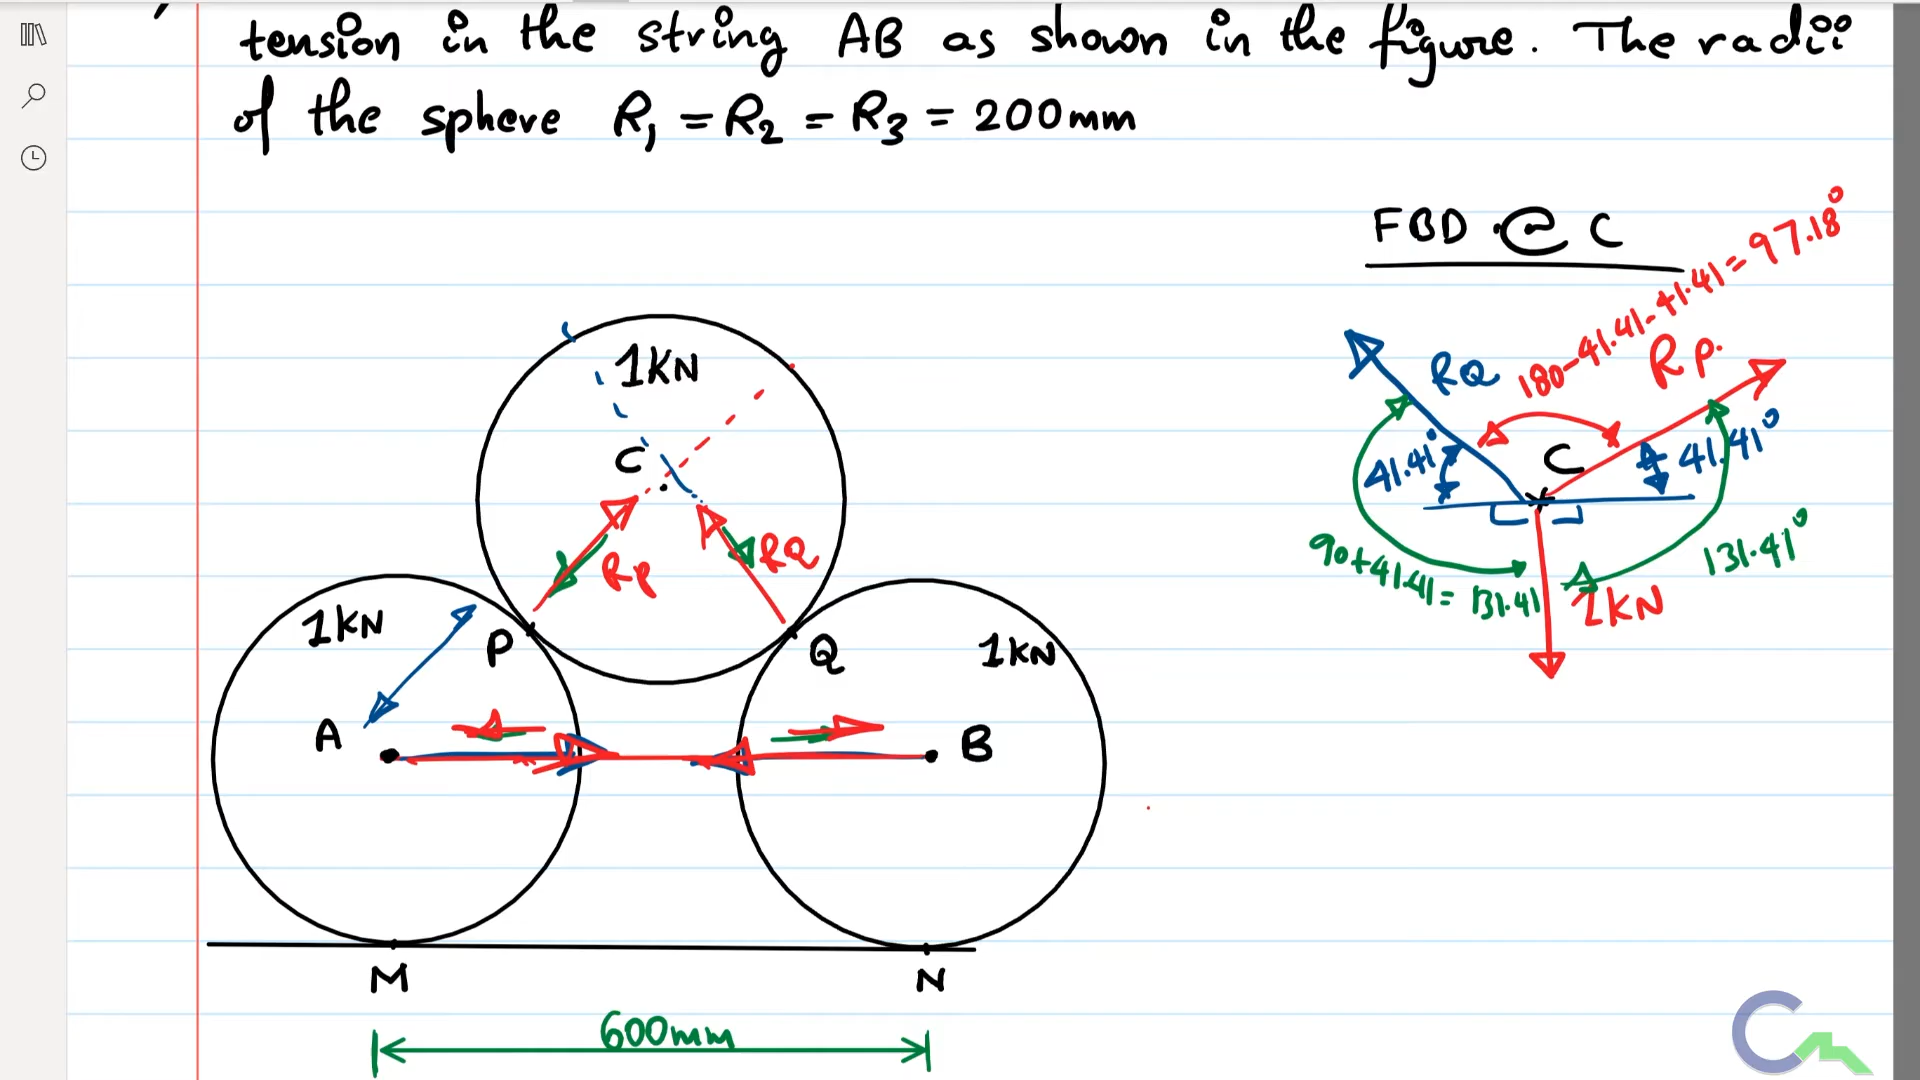 tension in the string AB as shown in the figure. The radii
of the sphere R1 = R2 = R3 = 200mm
FBD @ C
180-41.41-41.41 = 97.18°
RQ
RP.
1KN
C
41.41°
C
41.41°
RP
RQ
90+41.41 = 131.41
131.41°
1KN
1KN
P
Q
1KN
A
B
M
N
600mm